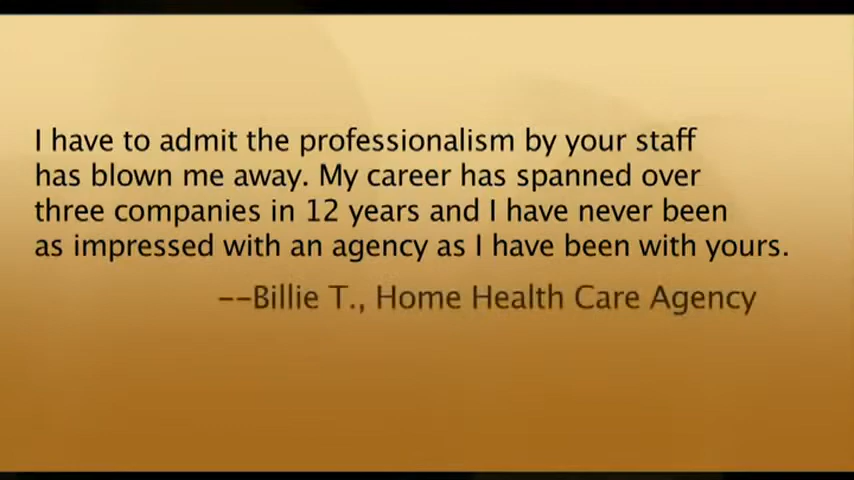 I have to admit the professionalism by your staff
has blown me away. My career has spanned over
three companies in 12 years and I have never been
as impressed with an agency as I have been with yours.
--Billie T., Home Health Care Agency